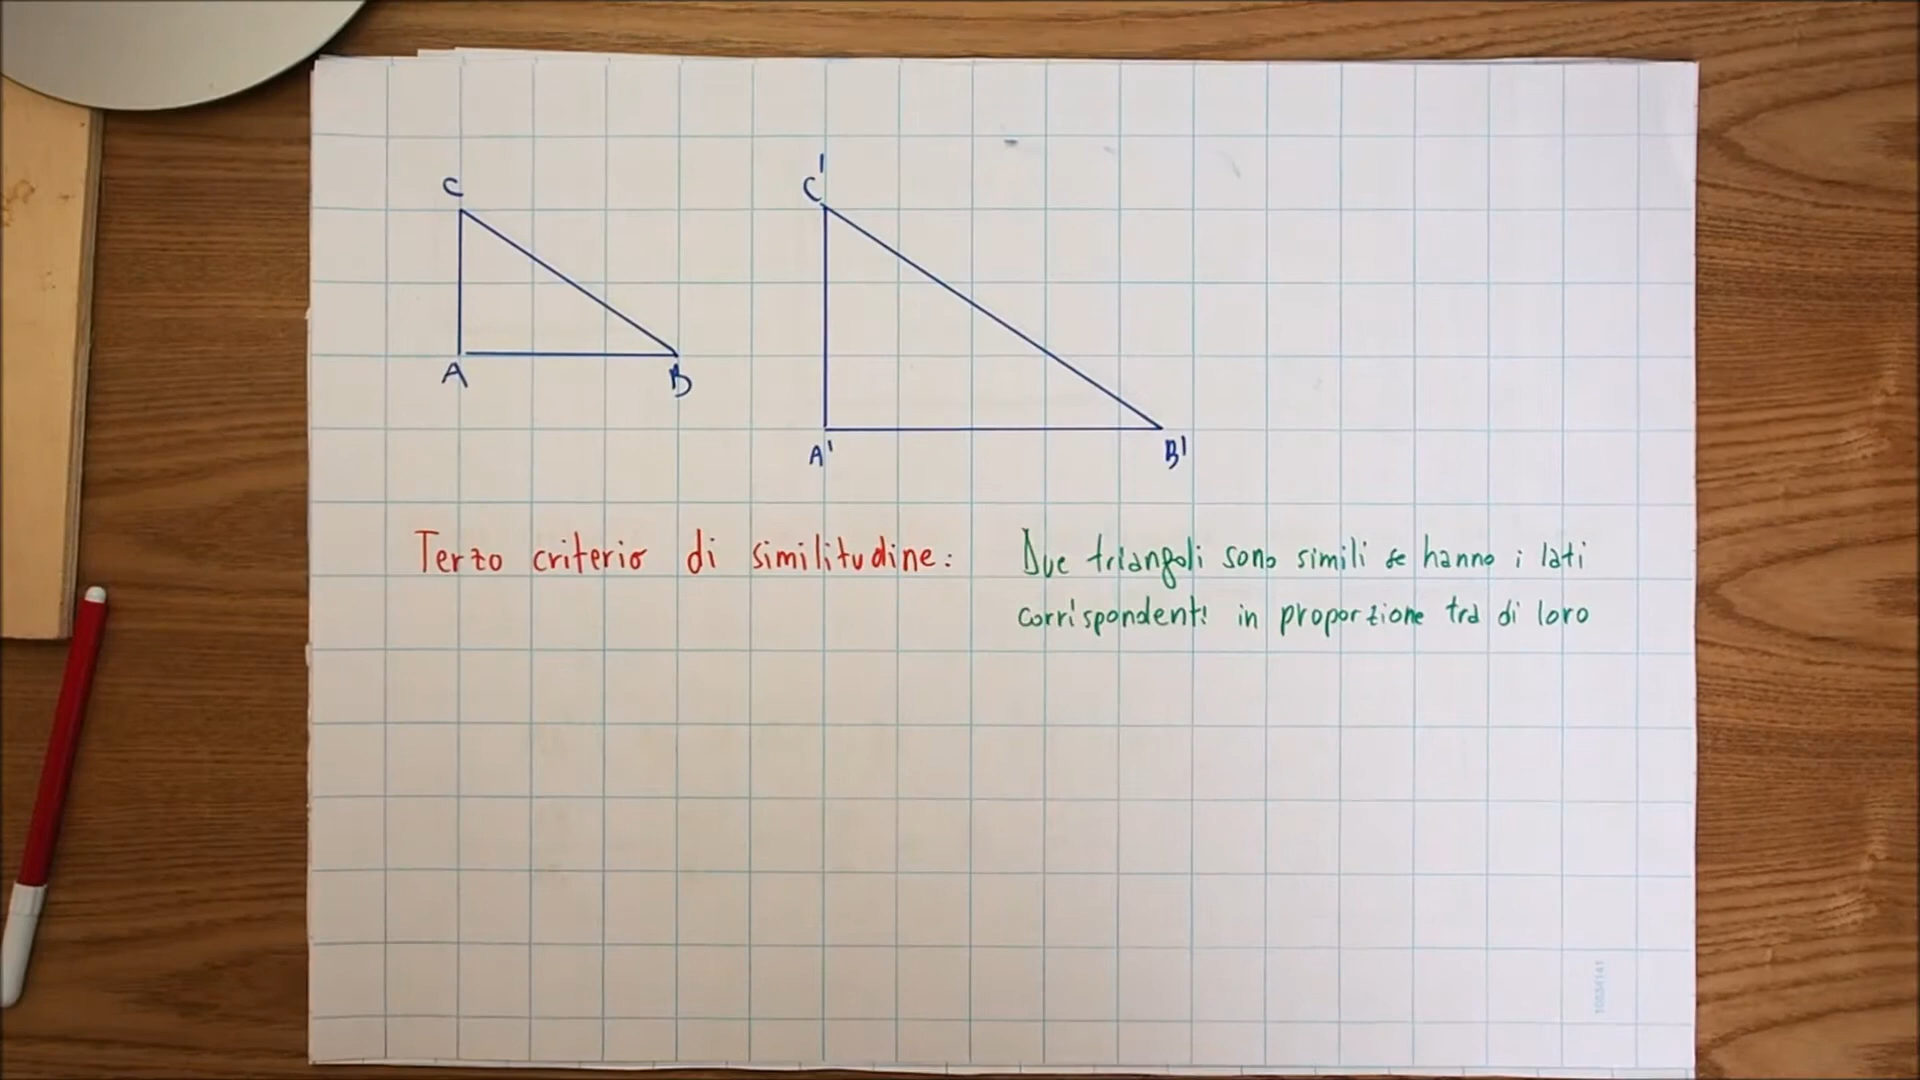 C
C'
A
B
A'
B'
Terzo criterio di similitudine: Due triangoli sono simili se hanno i lati
corrispondenti in proporzione tra di loro